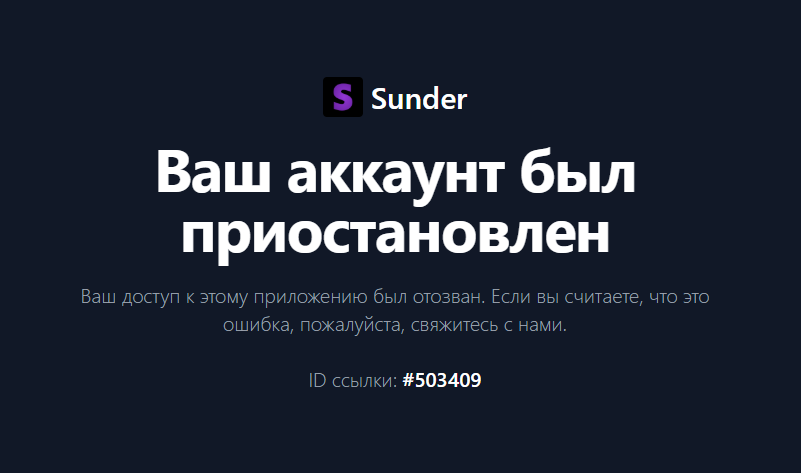 S Sunder
Ваш аккаунт был
приостановлен
Ваш доступ к этому приложению был отозван. Если вы считаете, что это
ошибка, пожалуйста, свяжитесь с нами.
ID ссылки: #503409